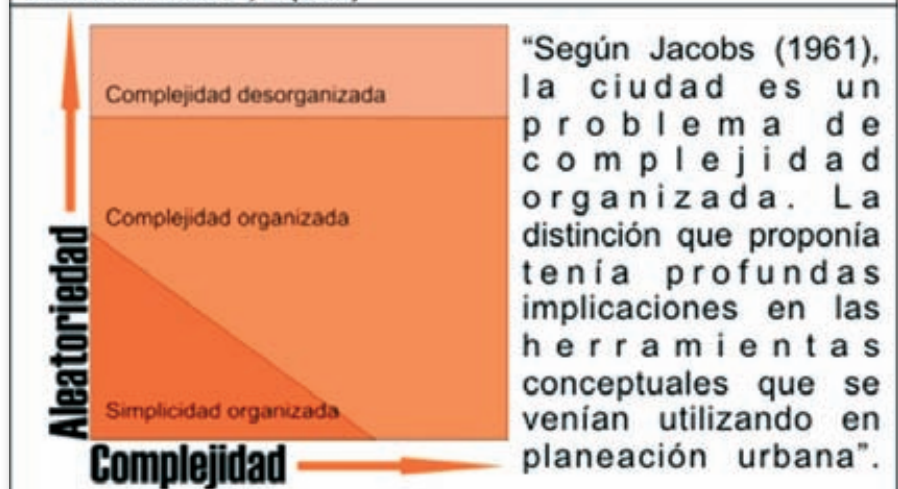 Complejidad desorganizada
Complejidad organizada
Simplicidad organizada
Aleatoriedad
Complejidad
“Según Jacobs (1961),
la ciudad es un
problema de
complejidad
organizada. La
distinción que proponía
tenía profundas
implicaciones en las
herramientas
conceptuales que se
venían utilizando en
planeación urbana”.